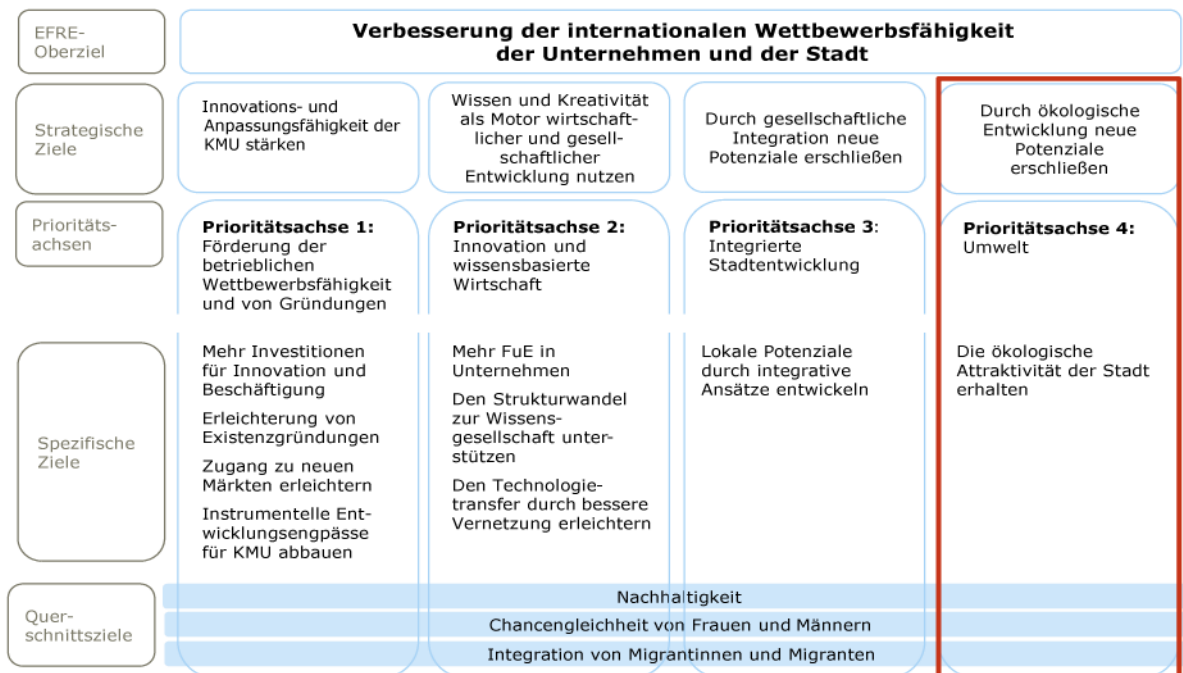 EFRE-
Oberziel
Verbesserung der internationalen Wettbewerbsfähigkeit
der Unternehmen und der Stadt
Strategische
Ziele
Innovations- und
Anpassungsfähigkeit der
KMU stärken
Wissen und Kreativität
als Motor wirtschaft-
licher und gesell-
schaftlicher
Entwicklung nutzen
Durch gesellschaftliche
Integration neue
Potenziale erschließen
Durch ökologische
Entwicklung neue
Potenziale
erschließen
Prioritäts-
achsen
Prioritätsachse 1:
Förderung der
betrieblichen
Wettbewerbsfähigkeit
und von Gründungen
Prioritätsachse 2:
Innovation und
wissensbasierte
Wirtschaft
Prioritätsachse 3:
Integrierte
Stadtentwicklung
Prioritätsachse 4:
Umwelt
Spezifische
Ziele
Mehr Investitionen
für Innovation und
Beschäftigung
Erleichterung von
Existenzgründungen
Zugang zu neuen
Märkten erleichtern
Instrumentelle Ent-
wicklungsengpässe
für KMU abbauen
Mehr FuE in
Unternehmen
Den Strukturwandel
zur Wissens-
gesellschaft unter-
stützen
Den Technologie-
transfer durch bessere
Vernetzung erleichtern
Lokale Potenziale
durch integrative
Ansätze entwickeln
Die ökologische
Attraktivität der Stadt
erhalten
Quer-
schnittsziele
Nachhaltigkeit
Chancengleichheit von Frauen und Männern
Integration von Migrantinnen und Migranten